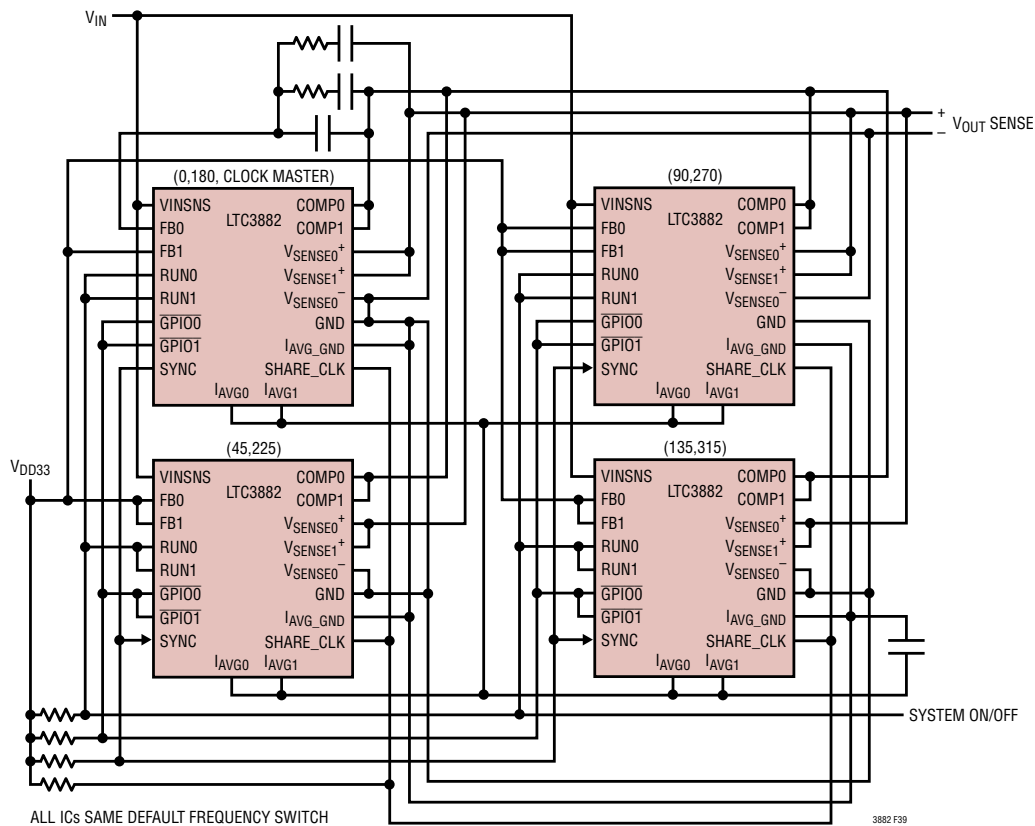 VIN
+
VOUT SENSE
–
(0,180, CLOCK MASTER)
VINSNS
FB0
FB1
RUN0
RUN1
GPIO0
GPIO1
SYNC
LTC3882
COMP0
COMP1
VSENSE0+
VSENSE1+
VSENSE0–
GND
IAVG_GND
SHARE_CLK
IAVG0 IAVG1
(90,270)
VINSNS
FB0
FB1
RUN0
RUN1
GPIO0
GPIO1
SYNC
LTC3882
COMP0
COMP1
VSENSE0+
VSENSE1+
VSENSE0–
GND
IAVG_GND
SHARE_CLK
IAVG0 IAVG1
VDD33
(45,225)
VINSNS
FB0
FB1
RUN0
RUN1
GPIO0
GPIO1
SYNC
LTC3882
COMP0
COMP1
VSENSE0+
VSENSE1+
VSENSE0–
GND
IAVG_GND
SHARE_CLK
IAVG0 IAVG1
(135,315)
VINSNS
FB0
FB1
RUN0
RUN1
GPIO0
GPIO1
SYNC
LTC3882
COMP0
COMP1
VSENSE0+
VSENSE1+
VSENSE0–
GND
IAVG_GND
SHARE_CLK
IAVG0 IAVG1
SYSTEM ON/OFF
ALL ICs SAME DEFAULT FREQUENCY SWITCH
3882 F39